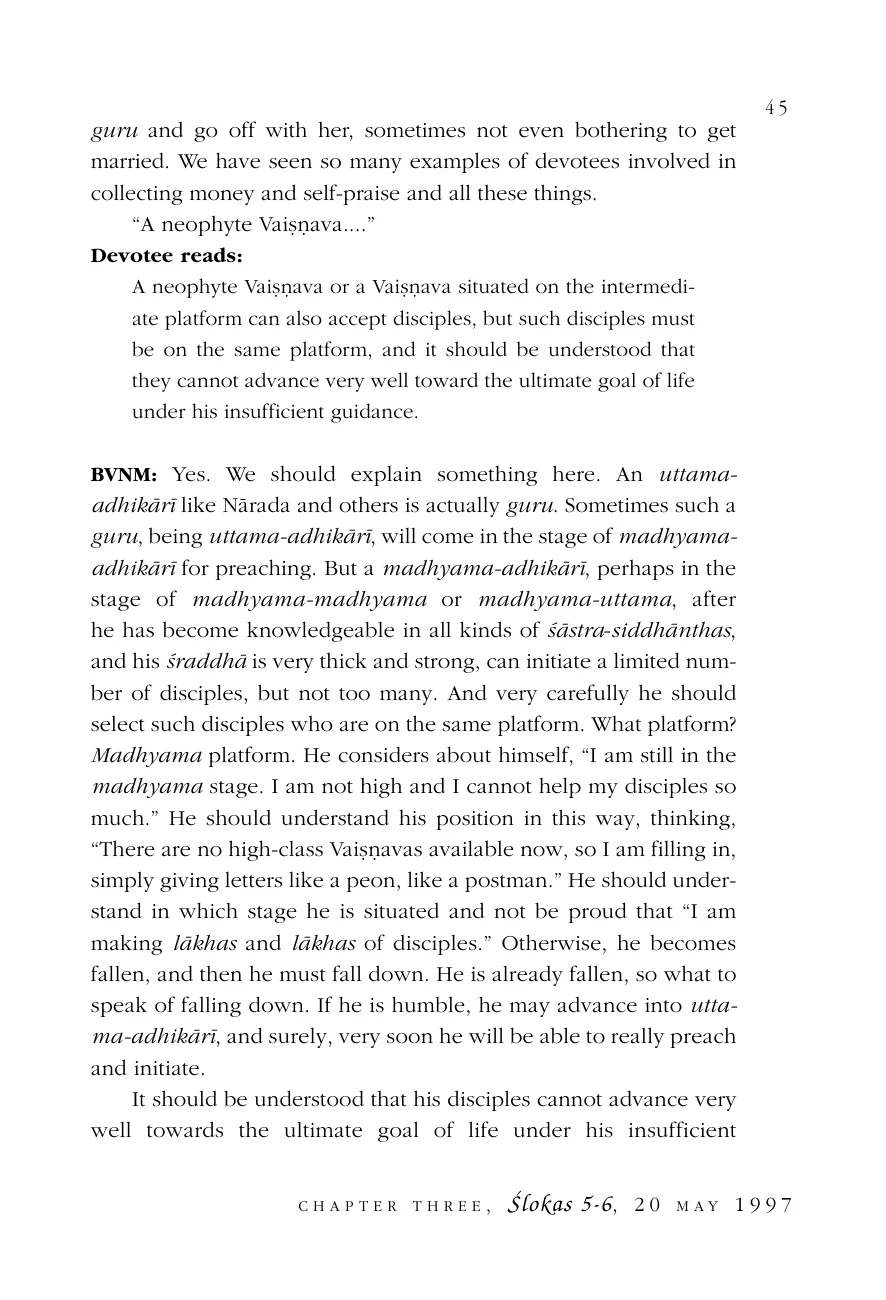 45
guru and go off with her, sometimes not even bothering to get
married. We have seen so many examples of devotees involved in
collecting money and self-praise and all these things.
“A neophyte Vaiṣṇava....”
Devotee reads:
A neophyte Vaiṣṇava or a Vaiṣṇava situated on the intermedi-
ate platform can also accept disciples, but such disciples must
be on the same platform, and it should be understood that
they cannot advance very well toward the ultimate goal of life
under his insufficient guidance.
BVNM: Yes. We should explain something here. An uttama-
adhikārī like Nārada and others is actually guru. Sometimes such a
guru, being uttama-adhikārī, will come in the stage of madhyama-
adhikārī for preaching. But a madhyama-adhikārī, perhaps in the
stage of madhyama-madhyama or madhyama-uttama, after
he has become knowledgeable in all kinds of śāstra-siddhānthas,
and his śraddhā is very thick and strong, can initiate a limited num-
ber of disciples, but not too many. And very carefully he should
select such disciples who are on the same platform. What platform?
Madhyama platform. He considers about himself, “I am still in the
madhyama stage. I am not high and I cannot help my disciples so
much.” He should understand his position in this way, thinking,
“There are no high-class Vaiṣṇavas available now, so I am filling in,
simply giving letters like a peon, like a postman.” He should under-
stand in which stage he is situated and not be proud that “I am
making lākhas and lākhas of disciples.” Otherwise, he becomes
fallen, and then he must fall down. He is already fallen, so what to
speak of falling down. If he is humble, he may advance into utta-
ma-adhikārī, and surely, very soon he will be able to really preach
and initiate.
It should be understood that his disciples cannot advance very
well towards the ultimate goal of life under his insufficient
CHAPTER THREE, Ślokas 5-6, 20 MAY 1997